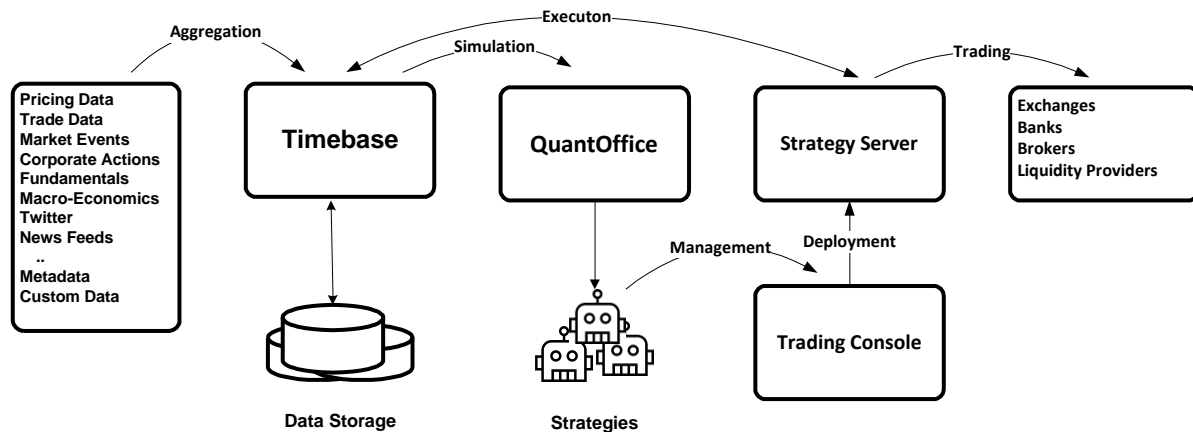 Executon
Aggregation
Simulation
Trading
Pricing Data
Trade Data
Market Events
Corporate Actions
Fundamentals
Macro-Economics
Twitter
News Feeds
..
Metadata
Custom Data
Timebase
QuantOffice
Strategy Server
Exchanges
Banks
Brokers
Liquidity Providers
Management
Deployment
Trading Console
Data Storage
Strategies